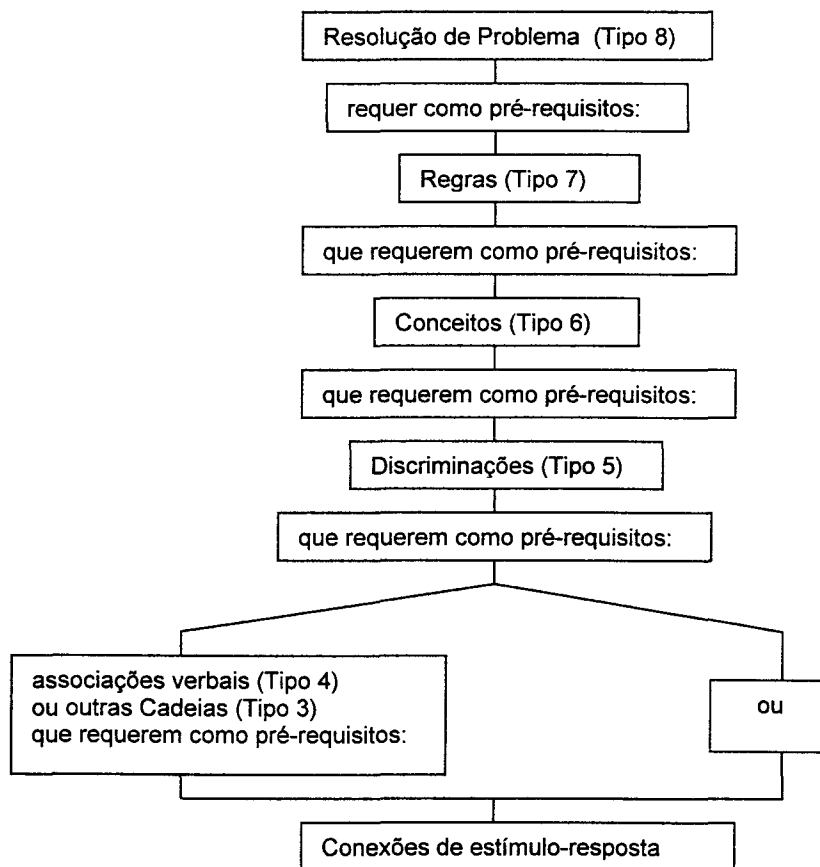 Resolução de Problema (Tipo 8)
requer como pré-requisitos:
Regras (Tipo 7)
que requerem como pré-requisitos:
Conceitos (Tipo 6)
que requerem como pré-requisitos:
Discriminações (Tipo 5)
que requerem como pré-requisitos:
associações verbais (Tipo 4)
ou outras Cadeias (Tipo 3)
que requerem como pré-requisitos:
ou
Conexões de estímulo-resposta